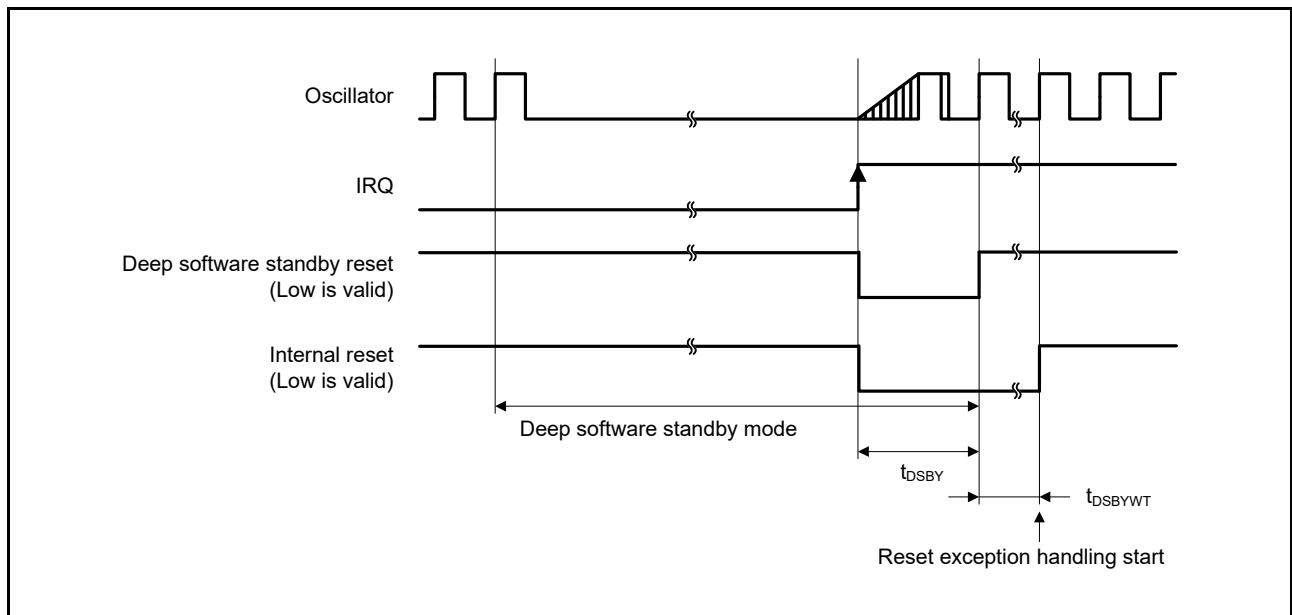 Oscillator
IRQ
Deep software standby reset
(Low is valid)
Internal reset
(Low is valid)
Deep software standby mode
tDSBY
tDSBYWT
Reset exception handling start